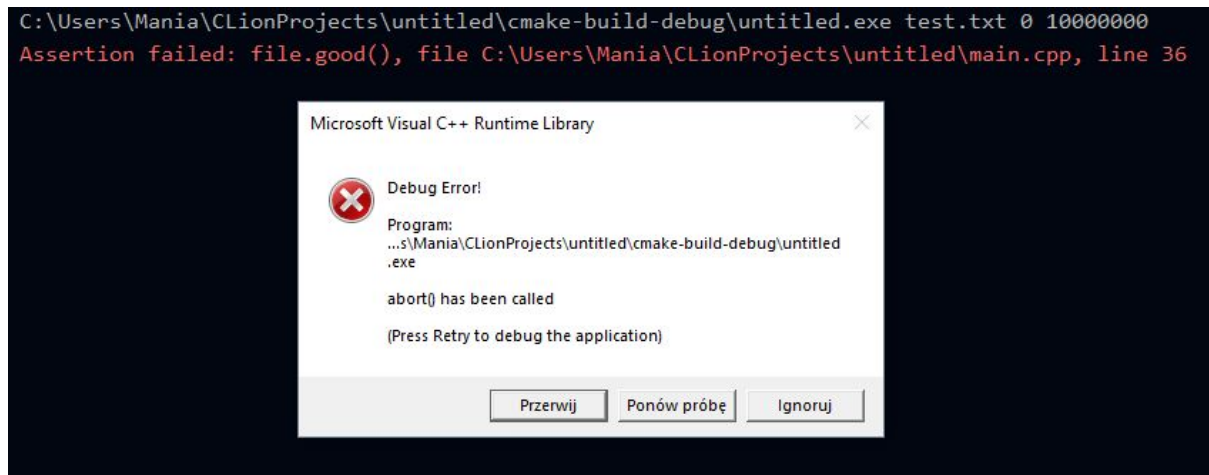 C:\Users\Mania\CLionProjects\untitled\cmake-build-debug\untitled.exe test.txt 0 10000000
Assertion failed: file.good(), file C:\Users\Mania\CLionProjects\untitled\main.cpp, line 36
Microsoft Visual C++ Runtime Library
Debug Error!
Program:
...s\Mania\CLionProjects\untitled\cmake-build-debug\untitled
.exe
abort() has been called
(Press Retry to debug the application)
Przerwij Ponów próbę Ignoruj